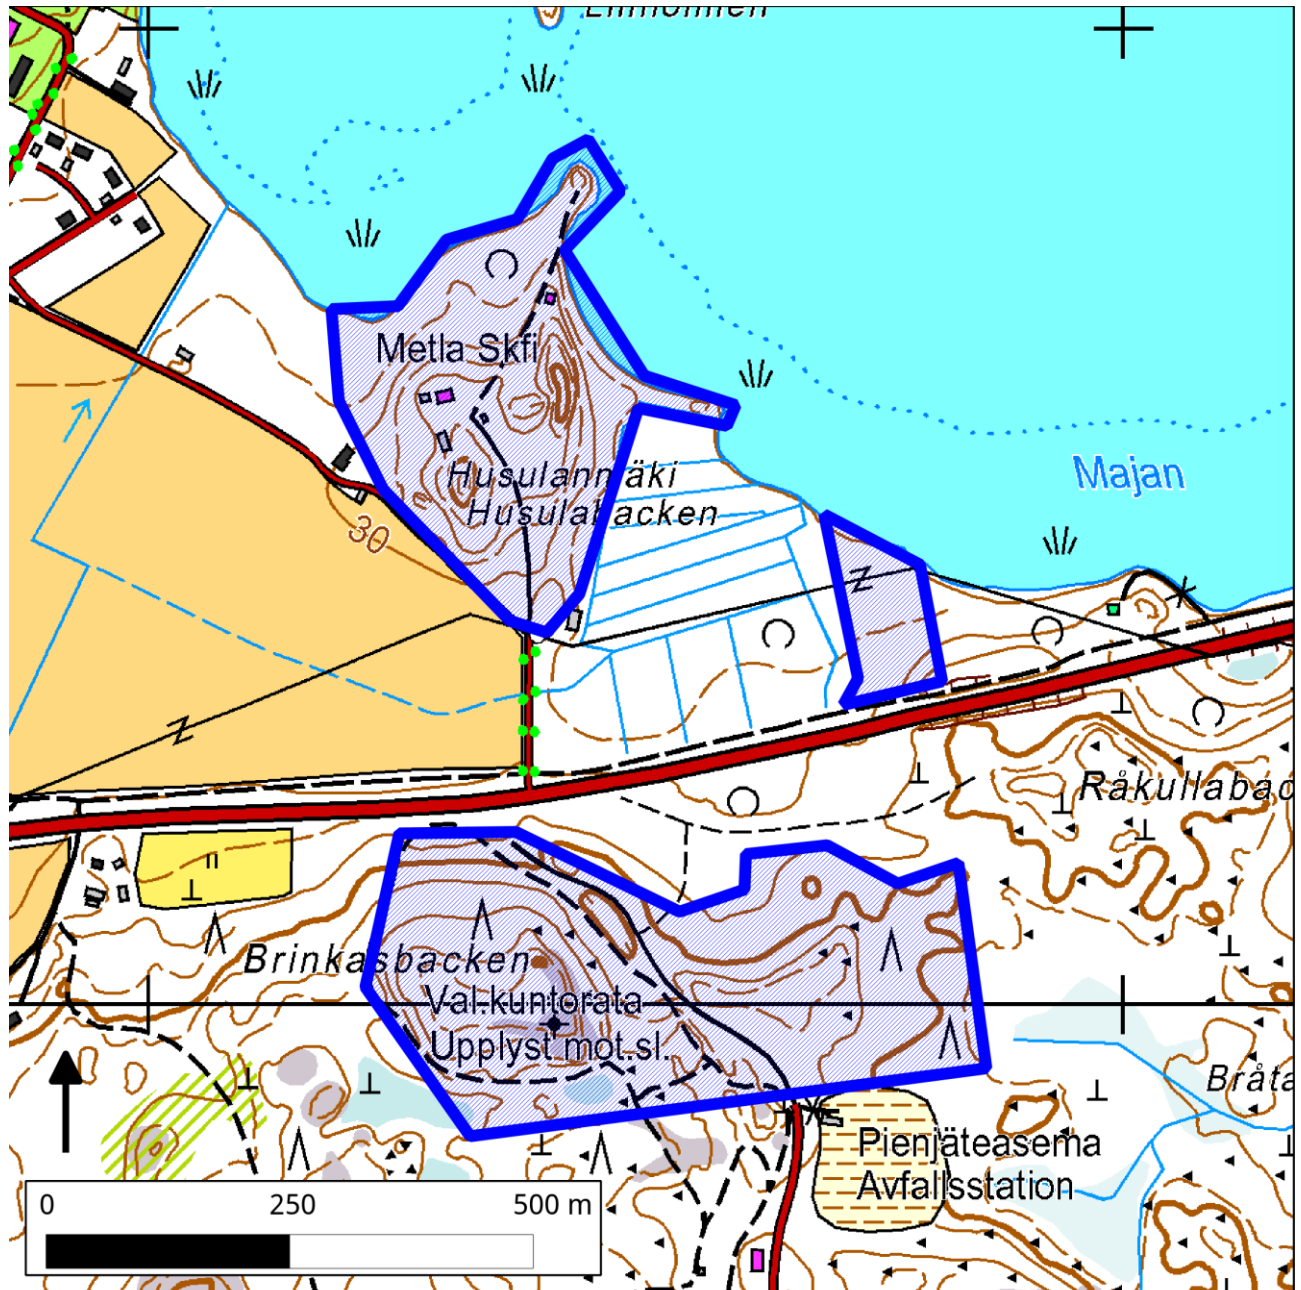 Metla Skfi
Husulanmäki
Husulabacken
30
Majan
Råkullabac
Brinkasbacken
Val.kuntorata
Upplyst mot.sl.
Bråta
Pienjäteasema
Avfallsstation
0 250 500 m